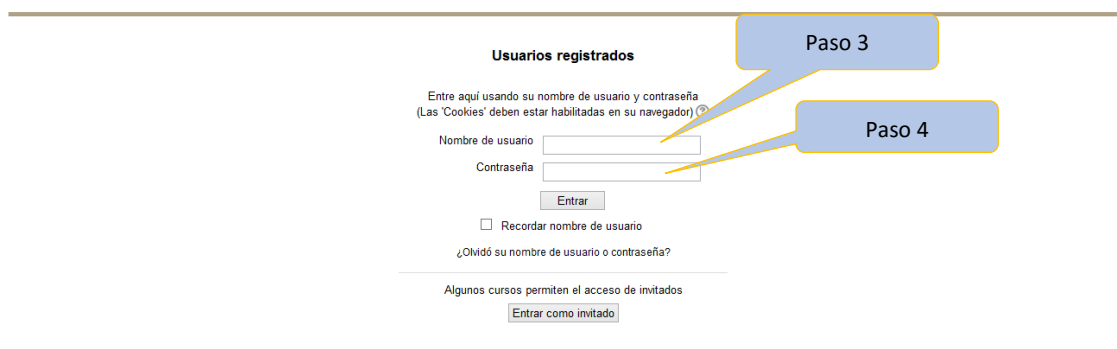 Paso 3
Usuarios registrados
Entre aquí usando su nombre de usuario y contraseña
(Las 'Cookies' deben estar habilitadas en su navegador) ?
Paso 4
Nombre de usuario
Contraseña
Entrar
Recordar nombre de usuario
¿Olvidó su nombre de usuario o contraseña?
Algunos cursos permiten el acceso de invitados
Entrar como invitado